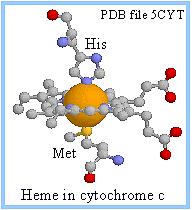 PDB file 5CYT
His
Met
Heme in cytochrome c